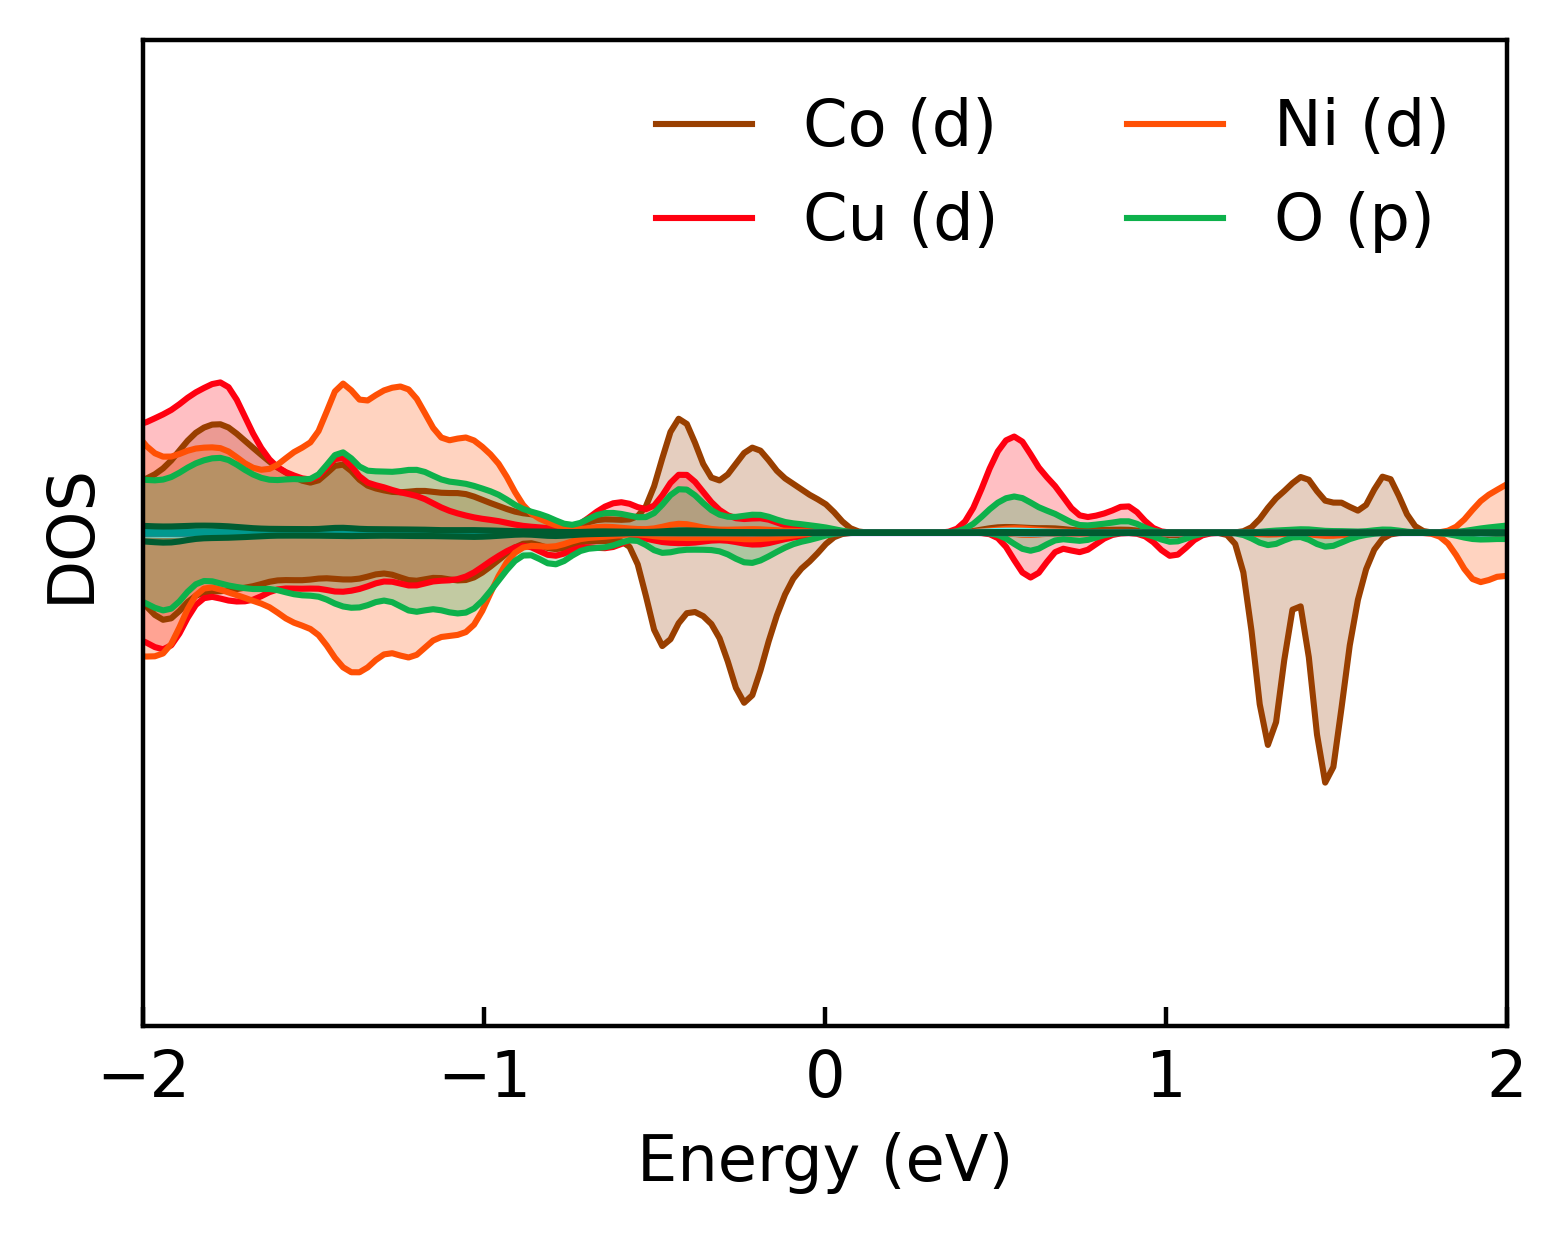 Co (d) Ni (d)
Cu (d) O (p)
DOS
−2 −1 0 1 2
Energy (eV)